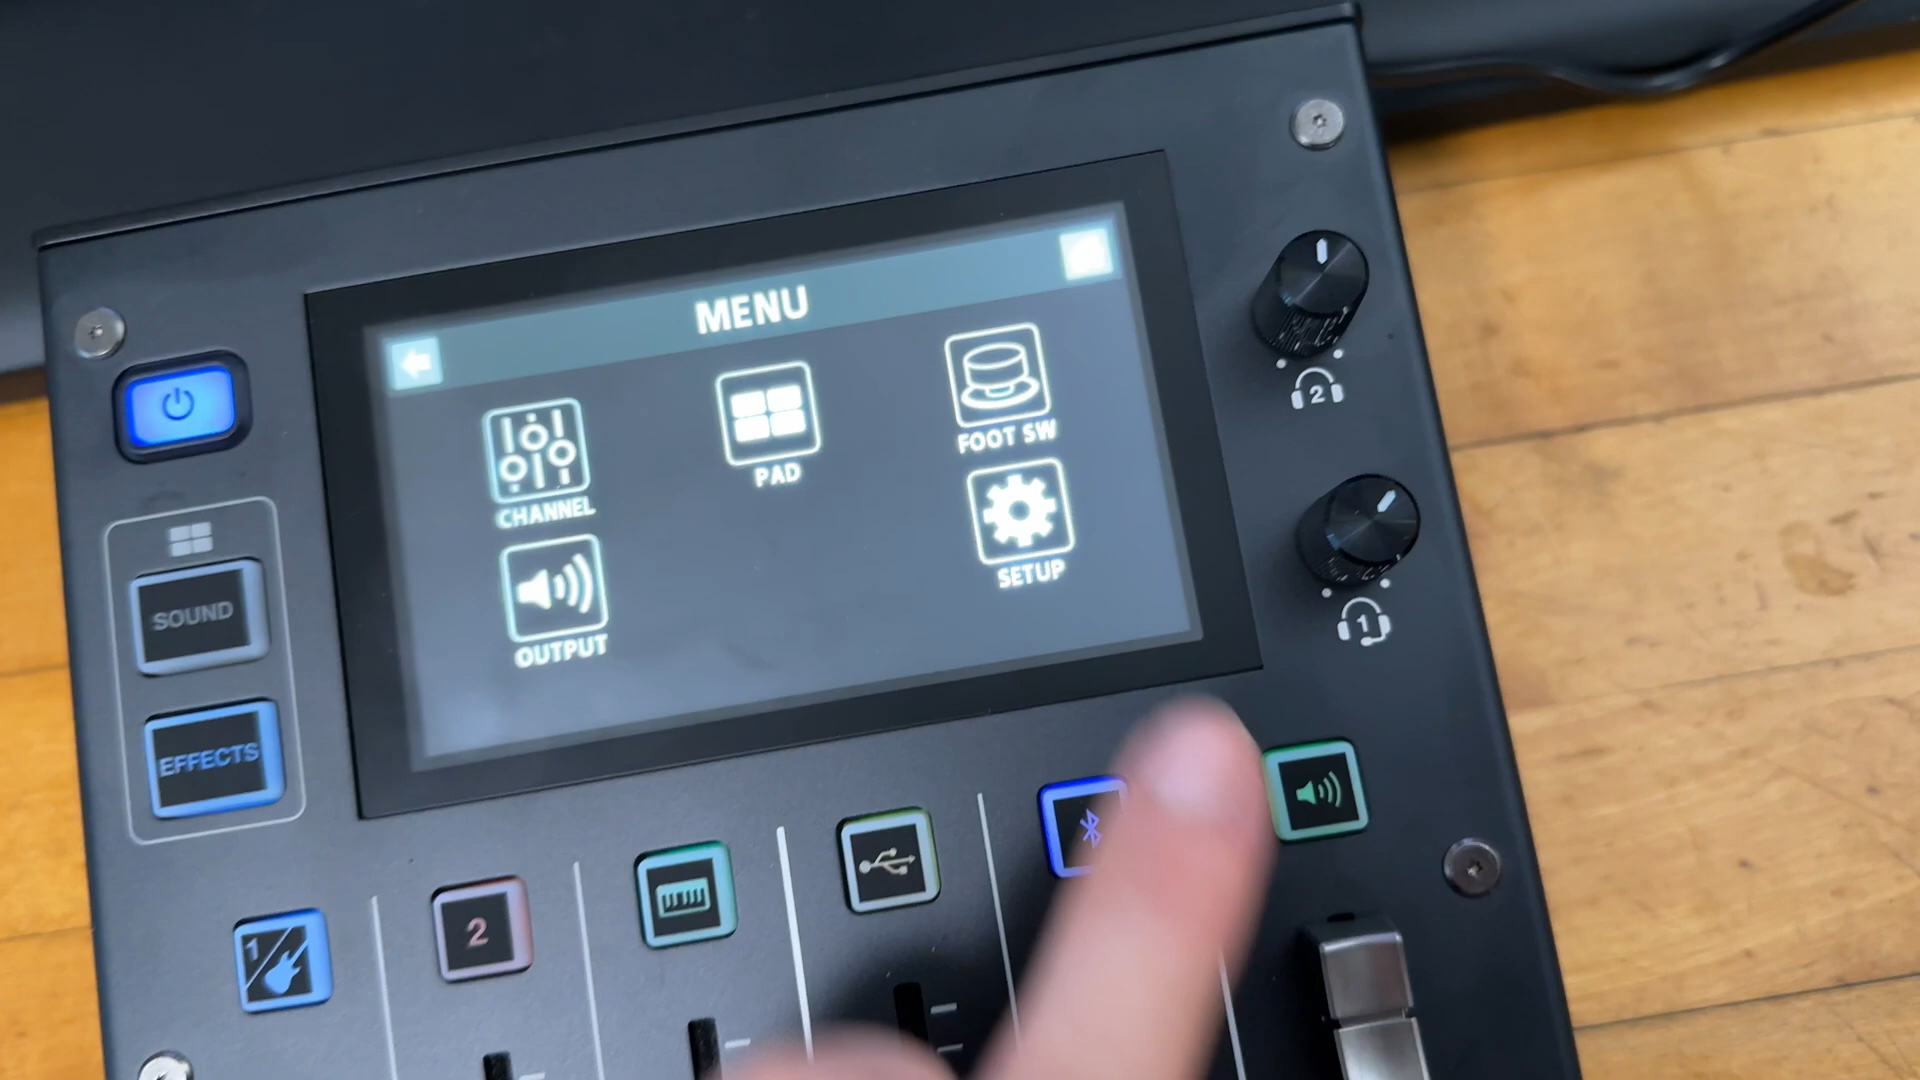 MENU
CHANNEL
PAD
FOOT SW
OUTPUT
SETUP
SOUND
EFFECTS
2
1
1
2